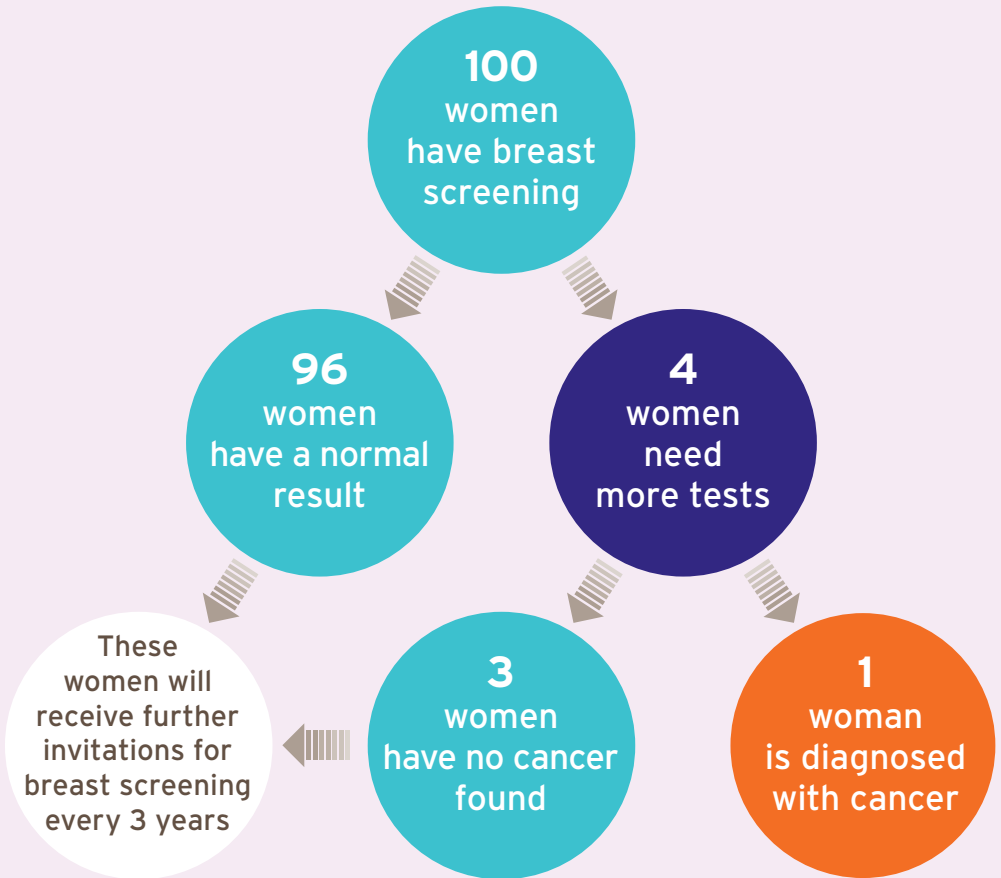 100
women
have breast
screening
96
women
have a normal
result
4
women
need
more tests
These
women will
receive further
invitations for
breast screening
every 3 years
3
women
have no cancer
found
1
woman
is diagnosed
with cancer